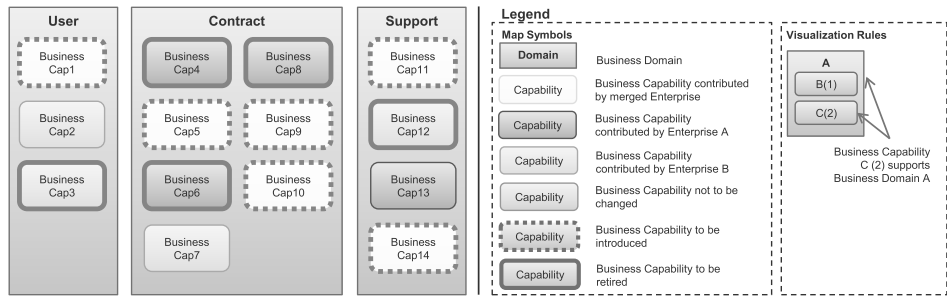 User
Business
Cap1
Business
Cap2
Business
Cap3
Contract
Business
Cap4
Business
Cap8
Business
Cap5
Business
Cap9
Business
Cap6
Business
Cap10
Business
Cap7
Support
Business
Cap11
Business
Cap12
Business
Cap13
Business
Cap14
Legend
Map Symbols
Domain
Business Domain
Capability
Business Capability contributed
by merged Enterprise
Capability
Business Capability
contributed by Enterprise A
Capability
Business Capability
contributed by Enterprise B
Capability
Business Capability not to be
changed
Capability
Business Capability to be
introduced
Capability
Business Capability to be
retired
Visualization Rules
A
B(1)
C(2)
Business Capability
C (2) supports
Business Domain A